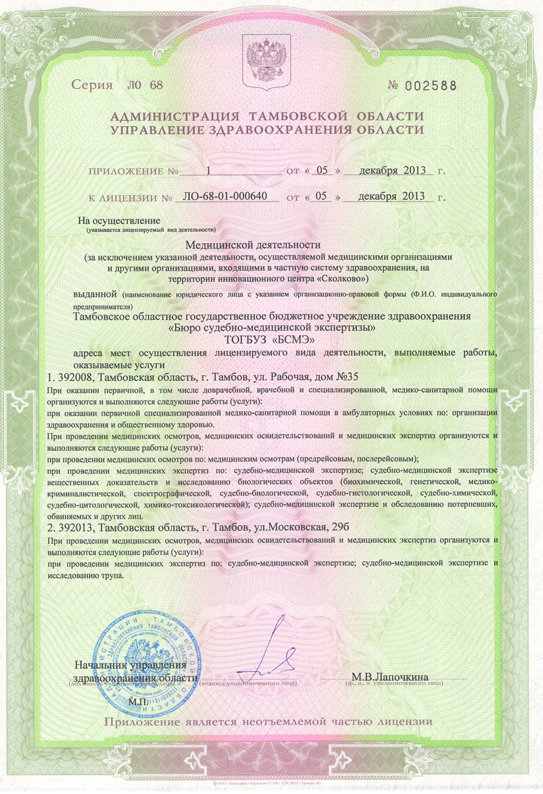 Серия ЛО 68 № 002588
АДМИНИСТРАЦИЯ ТАМБОВСКОЙ ОБЛАСТИ
УПРАВЛЕНИЕ ЗДРАВООХРАНЕНИЯ ОБЛАСТИ
ПРИЛОЖЕНИЕ № 1 от « 05 » декабря 2013 г.
К ЛИЦЕНЗИИ № ЛО-68-01-000640 от « 05 » декабря 2013 г.
На осуществление
(указывается лицензируемый вид деятельности)
Медицинской деятельности
(за исключением указанной деятельности, осуществляемой медицинскими организациями
и другими организациями, входящими в частную систему здравоохранения, на
территории инновационного центра «Сколково»)
выданной (наименование юридического лица с указанием организационно-правовой формы (Ф.И.О. индивидуального
предпринимателя)
Тамбовское областное государственное бюджетное учреждение здравоохранения
«Бюро судебно-медицинской экспертизы»
ТОГБУЗ «БСМЭ»
адреса мест осуществления лицензируемого вида деятельности, выполняемые работы,
оказываемые услуги
1. 392008, Тамбовская область, г. Тамбов, ул. Рабочая, дом №35
При оказании первичной, в том числе доврачебной, врачебной и специализированной, медико-санитарной помощи
организуются и выполняются следующие работы (услуги):
при оказании первичной специализированной медико-санитарной помощи в амбулаторных условиях по: организации
здравоохранения и общественному здоровью.
При проведении медицинских осмотров, медицинских освидетельствований и медицинских экспертиз организуются и
выполняются следующие работы (услуги):
при проведении медицинских осмотров по: медицинским осмотрам (предрейсовым, послерейсовым);
при проведении медицинских экспертиз по: судебно-медицинской экспертизе; судебно-медицинской экспертизе
вещественных доказательств и исследованию биологических объектов (биохимической, генетической, медико-
криминалистической, спектрографической, судебно-биологической, судебно-гистологической, судебно-химической,
судебно-цитологической, химико-токсикологической); судебно-медицинской экспертизе и обследованию потерпевших,
обвиняемых и других лиц.
2. 392013, Тамбовская область, г. Тамбов, ул.Московская, 29б
При проведении медицинских осмотров, медицинских освидетельствований и медицинских экспертиз организуются и
выполняются следующие работы (услуги):
при проведении медицинских экспертиз по: судебно-медицинской экспертизе; судебно-медицинской экспертизе и
исследованию трупа.
Начальник управления
здравоохранения области М.В.Лапочкина
(подпись уполномоченного лица) (ф., и., о. уполномоченного лица)
М.П.
Приложение является неотъемлемой частью лицензии